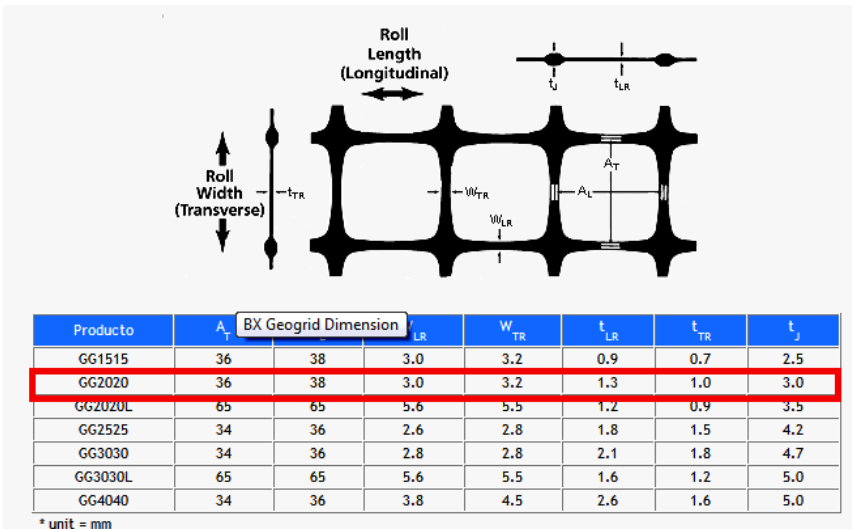 Roll
Length
(Longitudinal)
tJ tLR
Roll
Width
(Transverse)
tTR
WTR
AT
AL
WLR
BX Geogrid Dimension
Producto AT LR WTR tLR tTR tJ
GG1515 36 38 3.0 3.2 0.9 0.7 2.5
GG2020 36 38 3.0 3.2 1.3 1.0 3.0
GG2020L 65 65 5.6 5.5 1.2 0.9 3.5
GG2525 34 36 2.6 2.8 1.8 1.5 4.2
GG3030 34 36 2.8 2.8 2.1 1.8 4.7
GG3030L 65 65 5.6 5.5 1.6 1.2 5.0
GG4040 34 36 3.8 4.5 2.6 1.6 5.0
* unit = mm